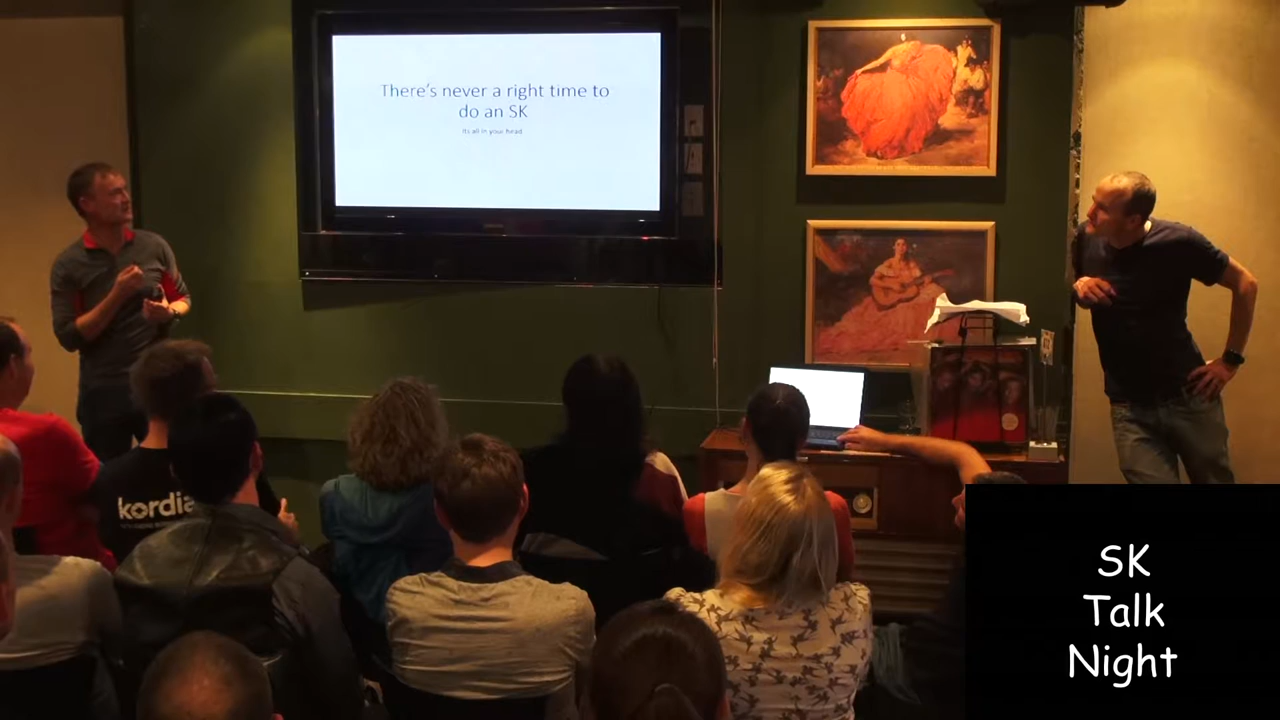 There's never a right time to
do an SK
Its all in your head
kordia
SK
Talk
Night